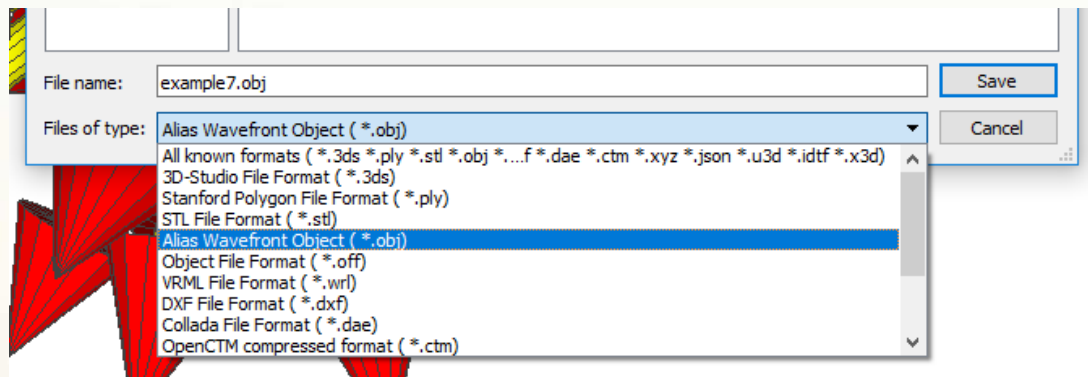 File name: example7.obj Save
Files of type: Alias Wavefront Object ( *.obj) Cancel
All known formats ( *.3ds *.ply *.stl *.obj *....f *.dae *.ctm *.xyz *.json *.u3d *.idtf *.x3d)
3D-Studio File Format ( *.3ds)
Stanford Polygon File Format ( *.ply)
STL File Format ( *.stl)
Alias Wavefront Object ( *.obj)
Object File Format ( *.off)
VRML File Format ( *.wrl)
DXF File Format ( *.dxf)
Collada File Format ( *.dae)
OpenCTM compressed format ( *.ctm)